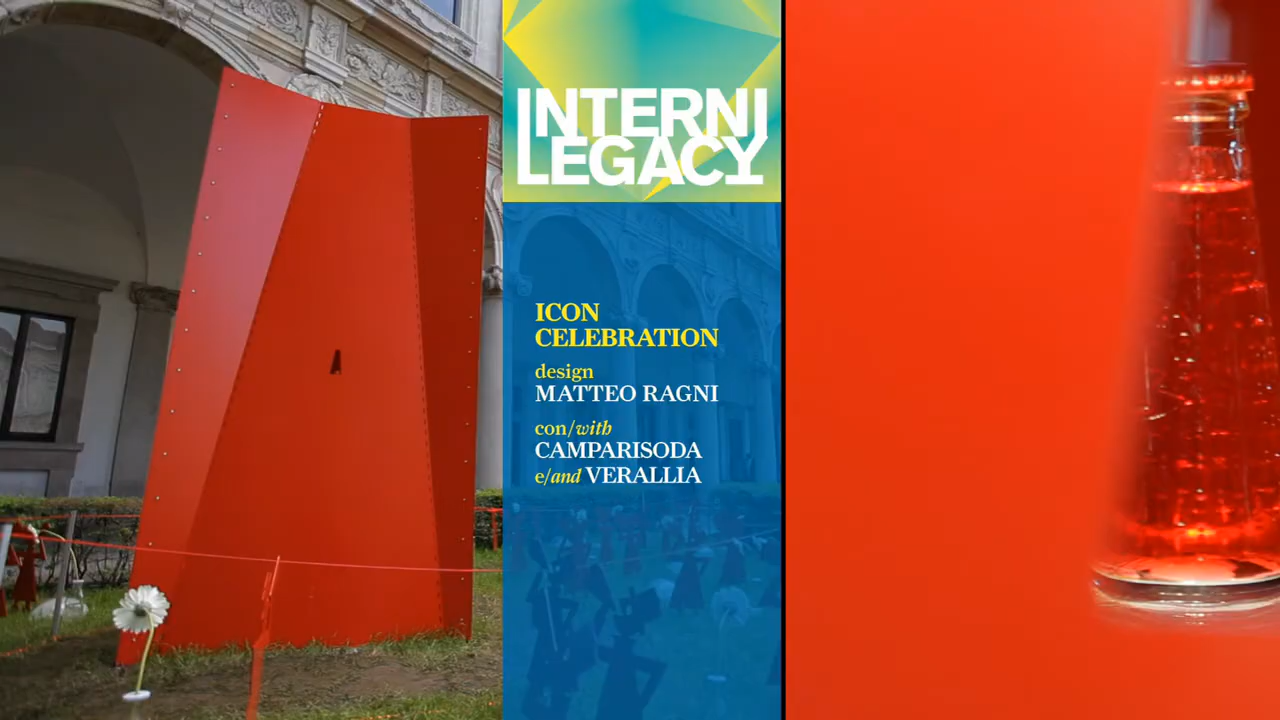 INTERNI
LEGACY
ICON
CELEBRATION
design
MATTEO RAGNI
con/with
CAMPARISODA
e/and VERALLIA